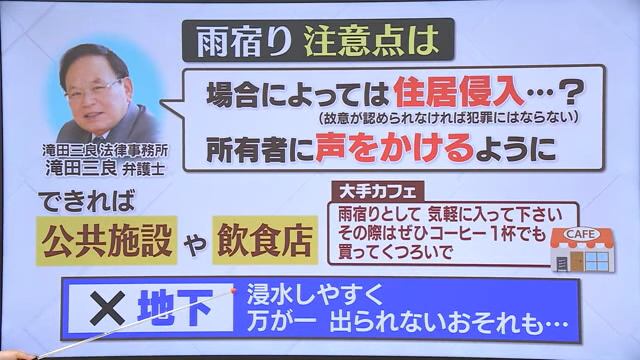 雨宿り 注意点は
場合によっては住居侵入…?
(故意が認められなければ犯罪にはならない)
所有者に声をかけるように
滝田三良 法律事務所
滝田三良 弁護士
できれば
公共施設 や 飲食店
大手カフェ
雨宿りとして 気軽に入って下さい
その際はぜひコーヒー1杯でも
買ってくつろいで
CAFE
× 地下
浸水しやすく
万が一 出られないおそれも…